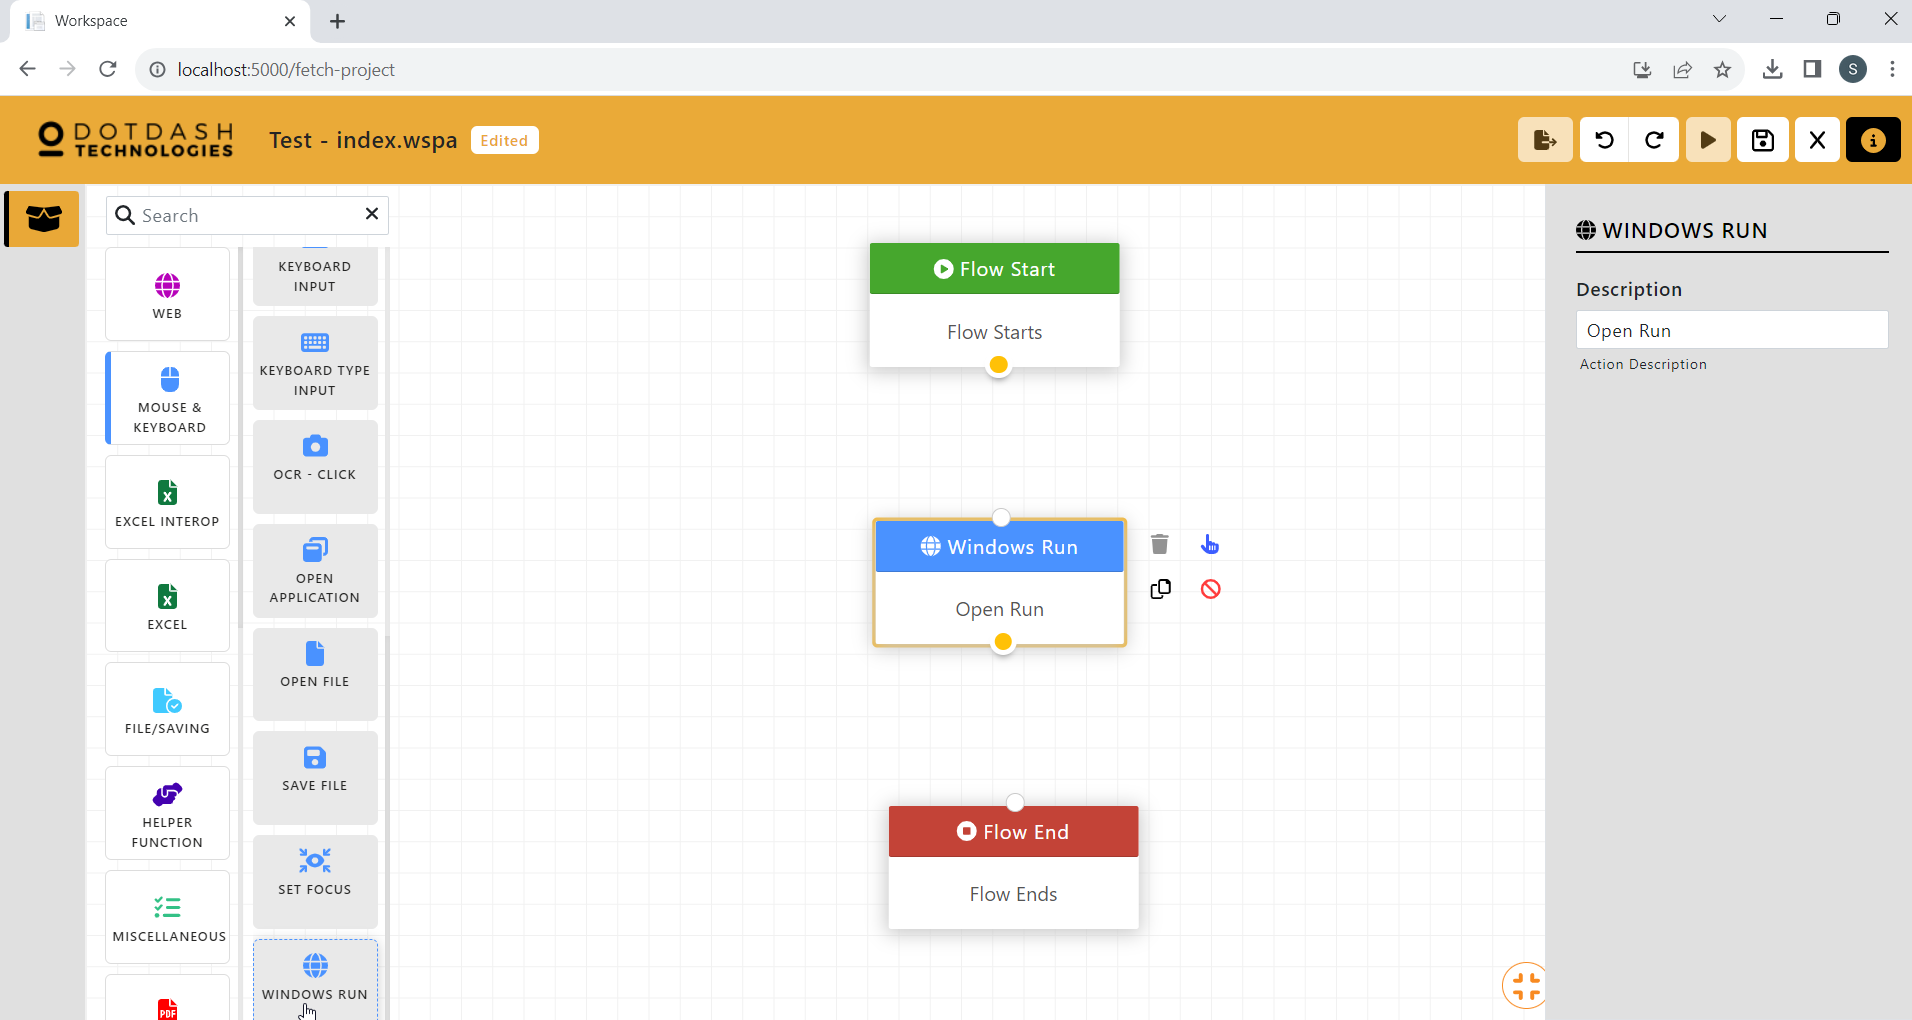 Workspace
localhost:5000/fetch-project
S
DOTDASH
TECHNOLOGIES
Test - index.wspa
Edited
Search
WEB
MOUSE &
KEYBOARD
EXCEL INTEROP
EXCEL
FILE/SAVING
HELPER
FUNCTION
MISCELLANEOUS
PDF
KEYBOARD
INPUT
KEYBOARD TYPE
INPUT
OCR - CLICK
OPEN
APPLICATION
OPEN FILE
SAVE FILE
SET FOCUS
WINDOWS RUN
Flow Start
Flow Starts
Windows Run
Open Run
Flow End
Flow Ends
WINDOWS RUN
Description
Open Run
Action Description